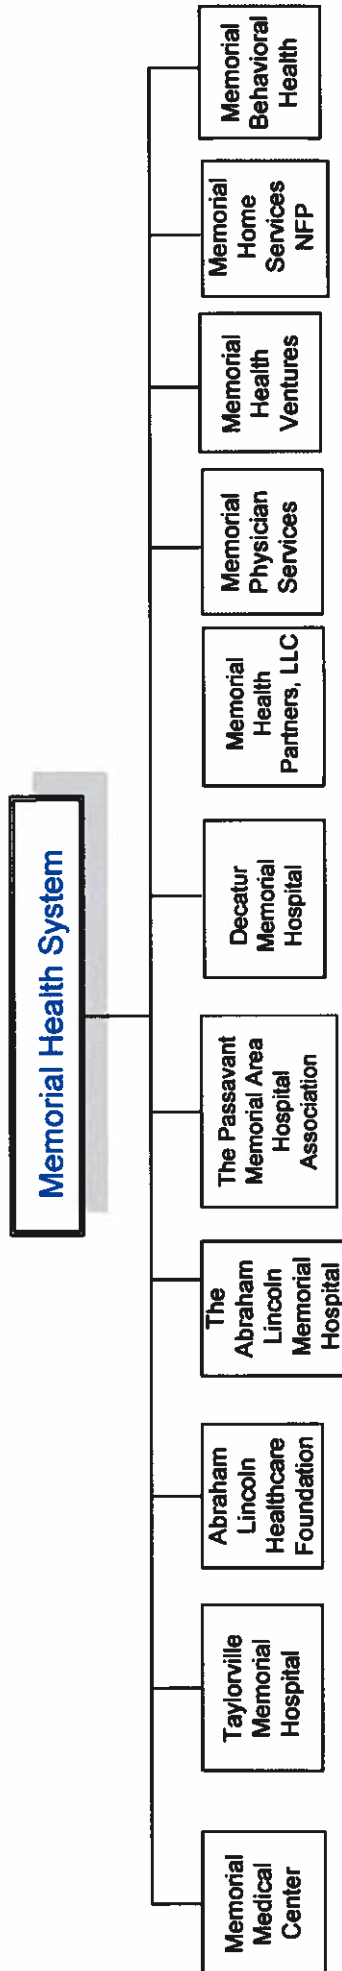 Memorial Health System
Memorial
Medical
Center
Taylorville
Memorial
Hospital
Abraham
Lincoln
Healthcare
Foundation
The
Abraham
Lincoln
Memorial
Hospital
The Passavant
Memorial Area
Hospital
Association
Decatur
Memorial
Hospital
Memorial
Health
Partners, LLC
Memorial
Physician
Services
Memorial
Health
Ventures
Memorial
Home
Services
NFP
Memorial
Behavioral
Health